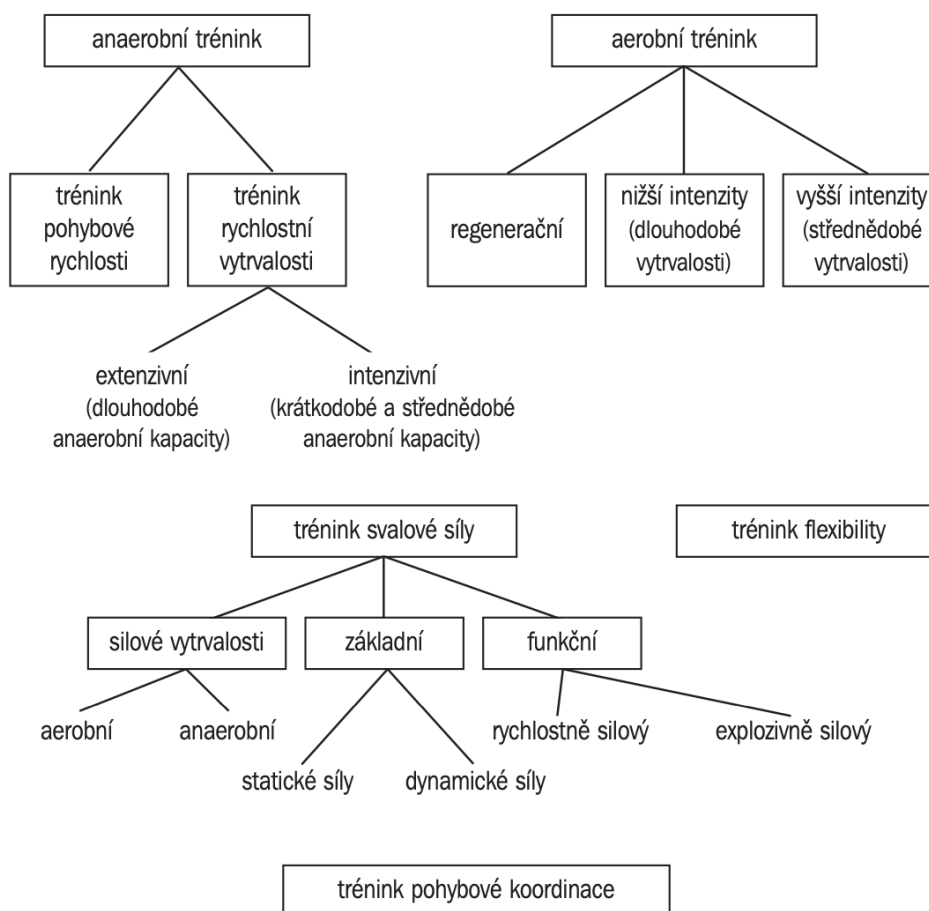 anaerobní trénink
aerobní trénink
trénink
pohybové
rychlosti
trénink
rychlostní
vytrvalosti
regenerační
nižší intenzity
(dlouhodobé
vytrvalosti)
vyšší intenzity
(střednědobé
vytrvalosti)
extenzivní
(dlouhodobé
anaerobní kapacity)
intenzivní
(krátkodobé a střednědobé
anaerobní kapacity)
trénink svalové síly
trénink flexibility
silové vytrvalosti
základní
funkční
aerobní
anaerobní
rychlostně silový
explozivně silový
statické síly
dynamické síly
trénink pohybové koordinace